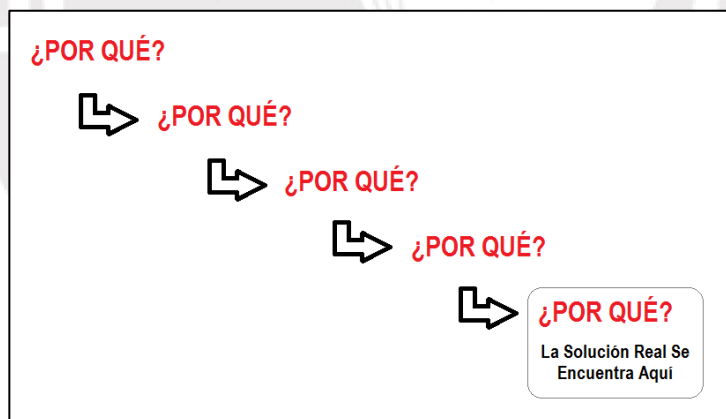 ¿POR QUÉ?
¿POR QUÉ?
¿POR QUÉ?
¿POR QUÉ?
¿POR QUÉ?
La Solución Real Se
Encuentra Aquí